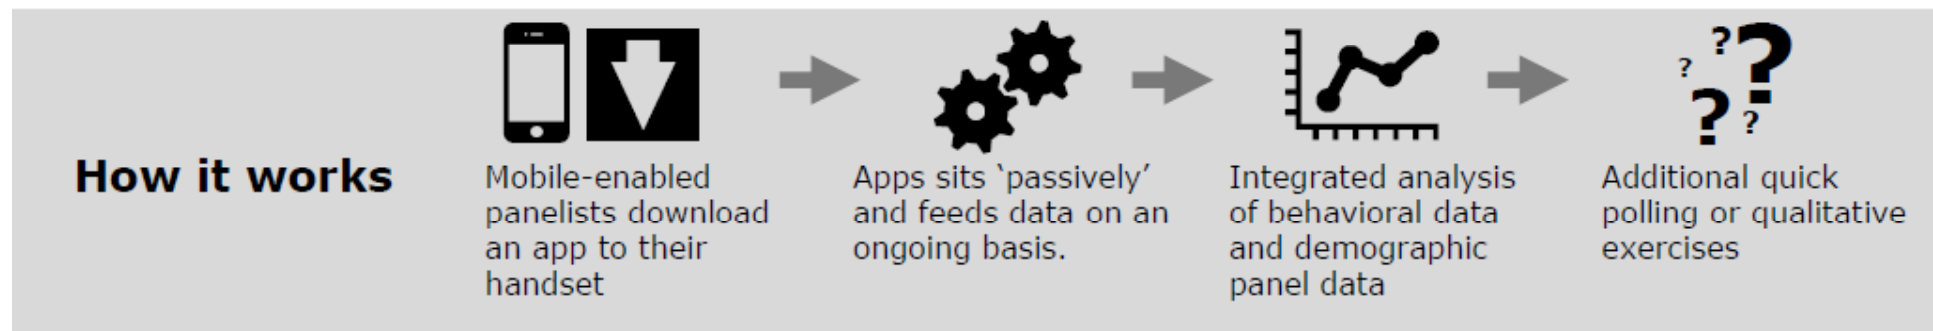 How it works
Mobile-enabled
panelists download
an app to their
handset
Apps sits ‘passively’
and feeds data on an
ongoing basis.
Integrated analysis
of behavioral data
and demographic
panel data
? ? ? ? ?
Additional quick
polling or qualitative
exercises